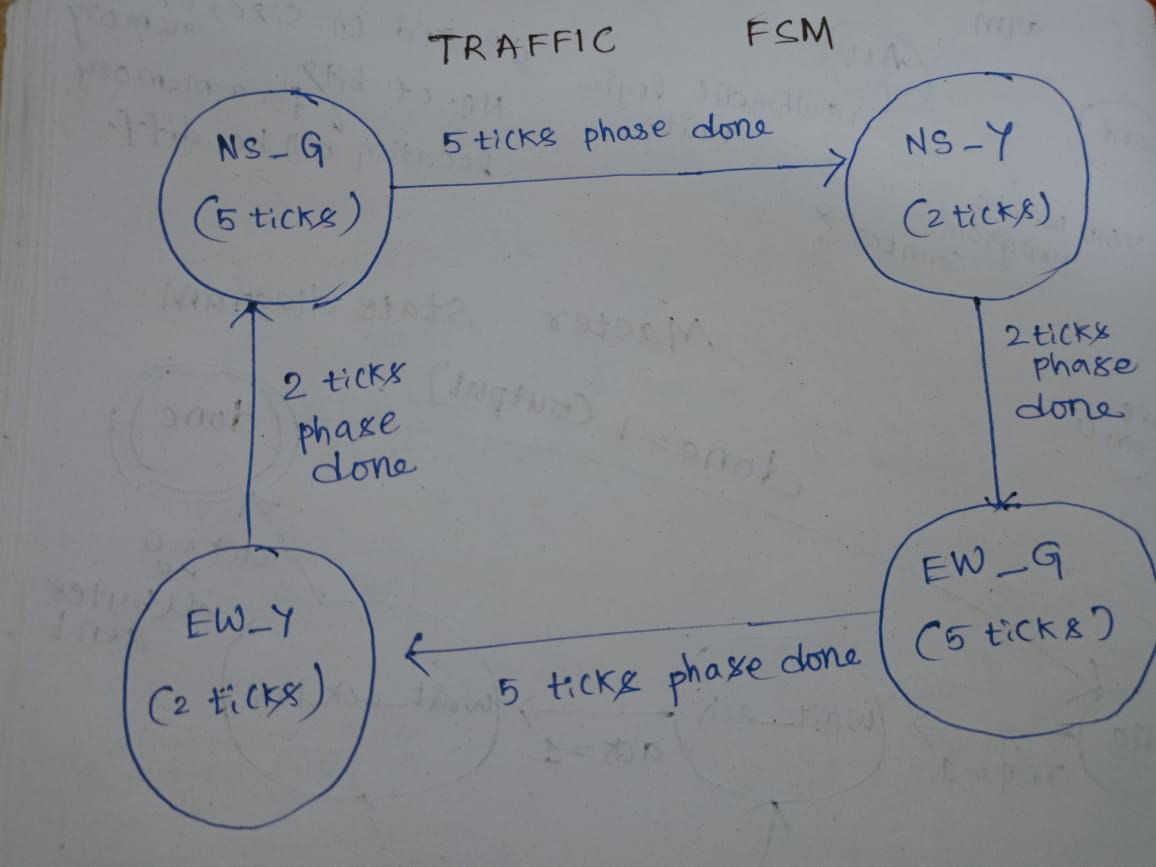 TRAFFIC FSM
NS_G
(5 ticks)
5 ticks phase done
NS_Y
(2 ticks)
2 ticks
phase
done
2 ticks
phase
done
EW_G
(5 ticks)
5 ticks phase done
EW_Y
(2 ticks)